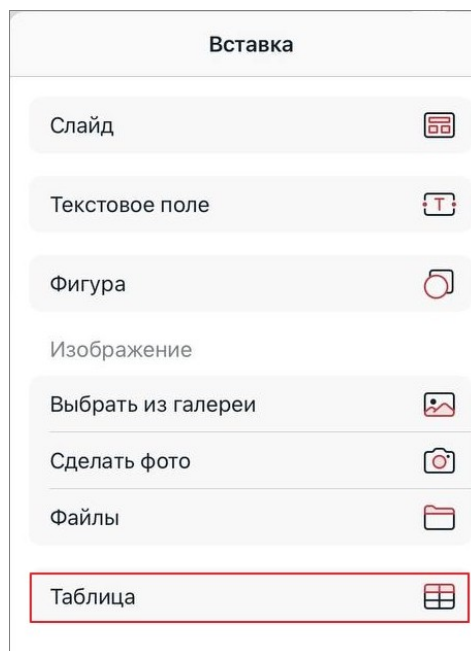 Вставка
Слайд
Текстовое поле
Фигура
Изображение
Выбрать из галереи
Сделать фото
Файлы
Таблица